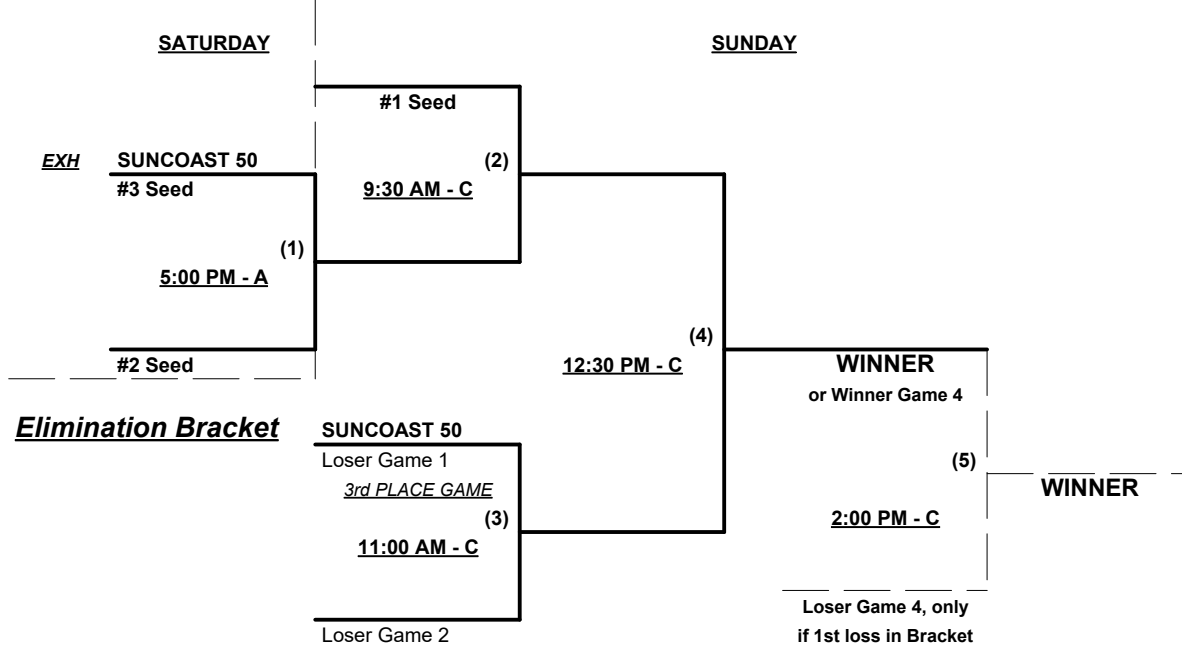 SATURDAY
SUNDAY
#1 Seed
EXH
SUNCOAST 50
(2)
#3 Seed
9:30 AM - C
(1)
5:00 PM - A
(4)
#2 Seed
12:30 PM - C
WINNER
or Winner Game 4
Elimination Bracket
SUNCOAST 50
Loser Game 1
(5)
3rd PLACE GAME
WINNER
(3)
2:00 PM - C
11:00 AM - C
Loser Game 4, only
if 1st loss in Bracket
Loser Game 2